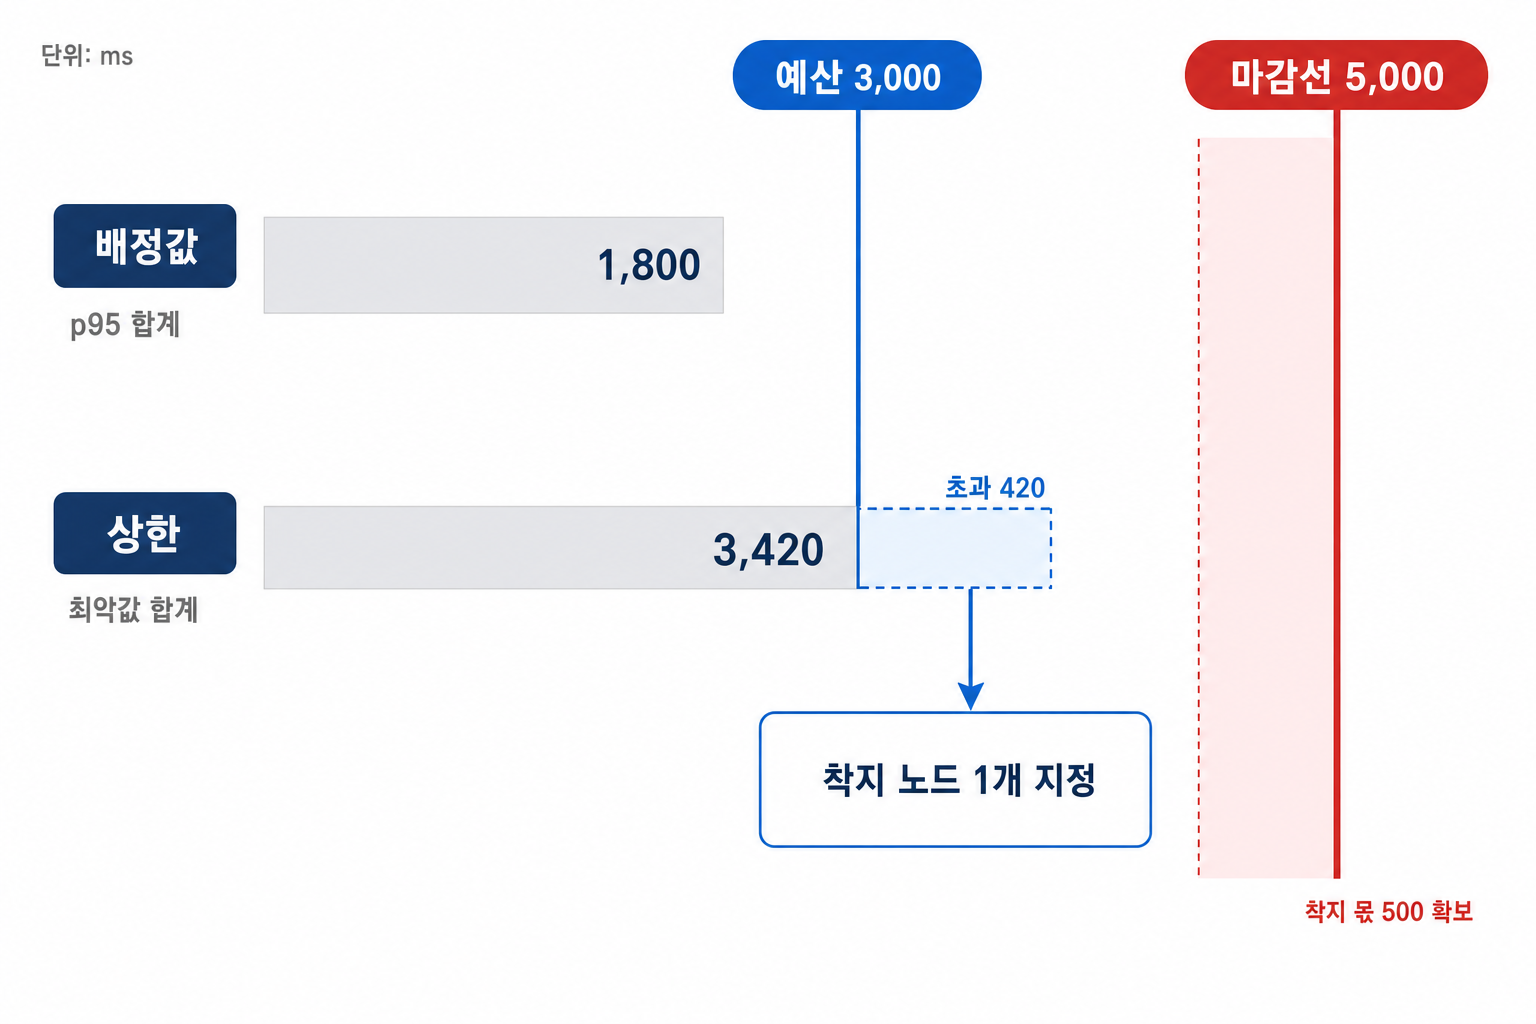 단위: ms
예산 3,000
마감선 5,000
배정값
1,800
p95 합계
초과 420
상한
3,420
최악값 합계
착지 노드 1개 지정
착지 몫 500 확보